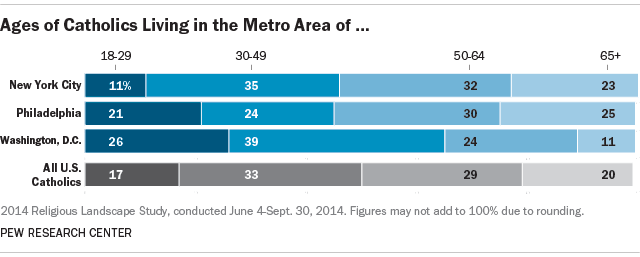 Ages of Catholics Living in the Metro Area of ...
18-29 30-49 50-64 65+
New York City 11% 35 32 23
Philadelphia 21 24 30 25
Washington, D.C. 26 39 24 11
All U.S.
Catholics 17 33 29 20
2014 Religious Landscape Study, conducted June 4-Sept. 30, 2014. Figures may not add to 100% due to rounding.
PEW RESEARCH CENTER